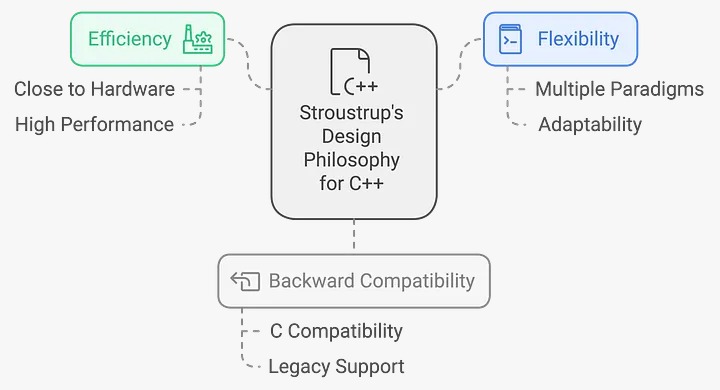 Efficiency
Close to Hardware
High Performance
C++
Stroustrup's
Design
Philosophy
for C++
Flexibility
Multiple Paradigms
Adaptability
Backward Compatibility
C Compatibility
Legacy Support